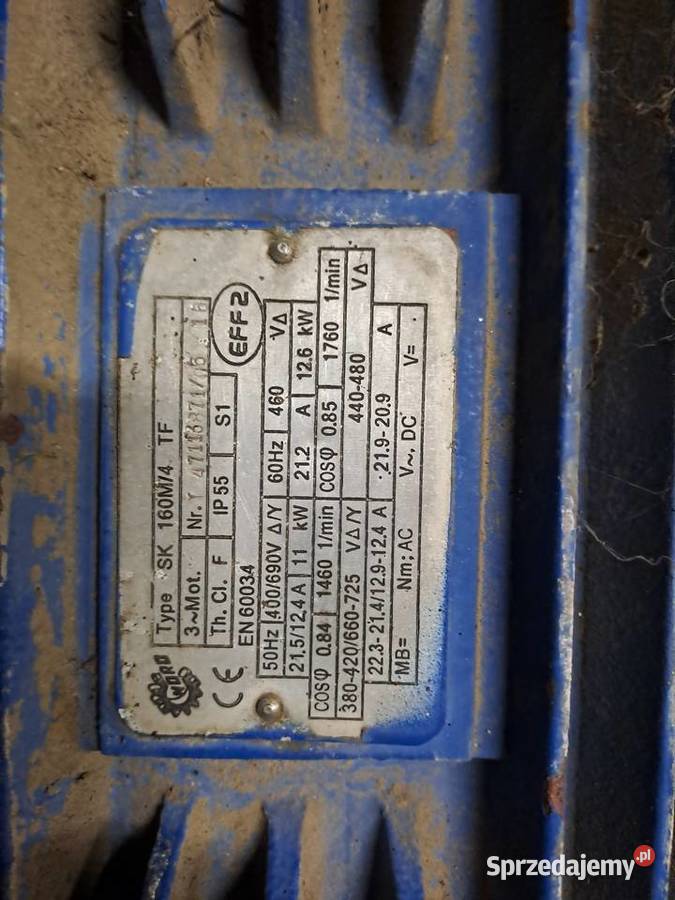 NORD
Type SK 160M/4 TF
3~Mot. Nr.
Th. Cl. F IP 55 S1
CE EN 60034 EFF2
50Hz 400/690V Δ/Y 60Hz 460 VΔ
21,5/12,4 A 11 kW 21.2 A 12.6 kW
COSφ 0.84 1460 1/min COSφ 0.85 1760 1/min
380-420/660-725 VΔ/Y 440-480 VΔ
22.3-21.4/12.9-12.4 A 21.9-20.9 A
MB= Nm; AC V~, DC V=
Sprzedajemy.pl